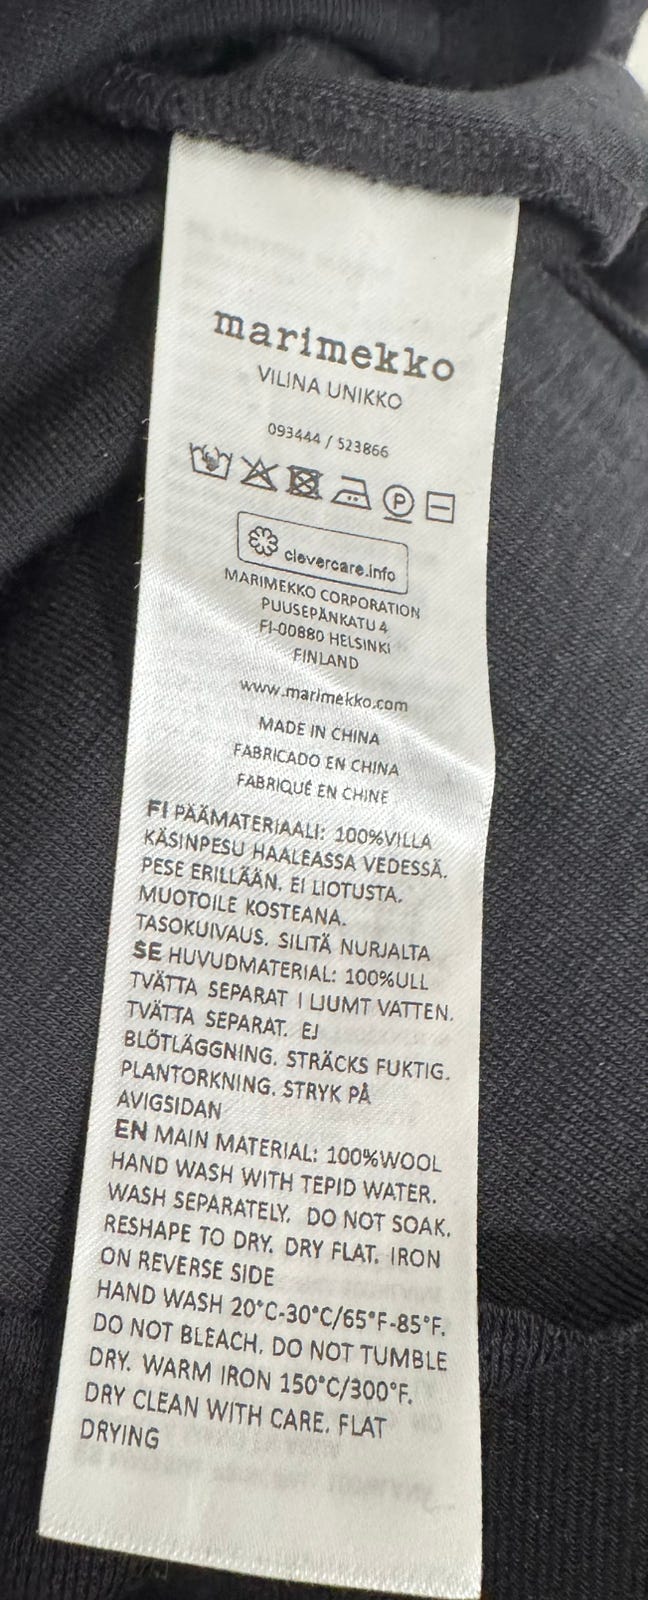 marimekko
VILINA UNIKKO
093444 / 523866
P
clevercare.info
MARIMEKKO CORPORATION
PUUSEPÄNKATU 4
FI-00880 HELSINKI
FINLAND
www.marimekko.com
MADE IN CHINA
FABRICADO EN CHINA
FABRIQUÉ EN CHINE
FI PÄÄMATERIAALI: 100%VILLA
KÄSINPESU HAALEASSA VEDESSÄ.
PESE ERILLÄÄN. EI LIOTUSTA.
MUOTOILE KOSTEANA.
TASOKUIVAUS. SILITÄ NURJALTA
SE HUVUDMATERIAL: 100%ULL
TVÄTTA SEPARAT I LJUMT VATTEN.
TVÄTTA SEPARAT. EJ
BLÖTLÄGGNING. STRÄCKS FUKTIG.
PLANTORKNING. STRYK PÅ
AVIGSIDAN
EN MAIN MATERIAL: 100%WOOL
HAND WASH WITH TEPID WATER.
WASH SEPARATELY. DO NOT SOAK.
RESHAPE TO DRY. DRY FLAT. IRON
ON REVERSE SIDE
HAND WASH 20°C-30°C/65°F-85°F.
DO NOT BLEACH. DO NOT TUMBLE
DRY. WARM IRON 150°C/300°F.
DRY CLEAN WITH CARE. FLAT
DRYING